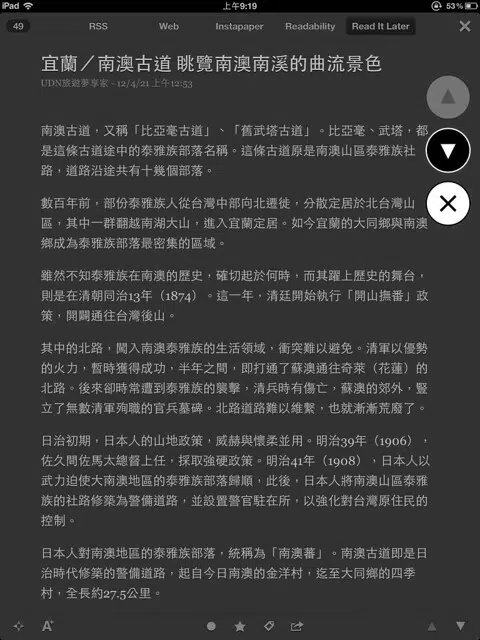 iPad 上午9:19 53%
49 RSS Web Instapaper Readability Read It Later
宜蘭／南澳古道 眺覽南澳南溪的曲流景色
UDN旅遊夢享家 - 12/4/21 上午12:53
南澳古道，又稱「比亞毫古道」、「舊武塔古道」。比亞毫、武塔，都
是這條古道途中的泰雅族部落名稱。這條古道原是南澳山區泰雅族社
路，道路沿途共有十幾個部落。
數百年前，部份泰雅族人從台灣中部向北遷徙，分散定居於北台灣山
區，其中一群翻越南湖大山，進入宜蘭定居。如今宜蘭的大同鄉與南澳
鄉成為泰雅族部落最密集的區域。
雖然不知泰雅族在南澳的歷史，確切起於何時，而其躍上歷史的舞台，
則是在清朝同治13年（1874）。這一年，清廷開始執行「開山撫番」政
策，開闢通往台灣後山。
其中的北路，闖入南澳泰雅族的生活領域，衝突難以避免。清軍以優勢
的火力，暫時獲得成功，半年之間，即打通了蘇澳通往奇萊（花蓮）的
北路。後來卻時常遭到泰雅族的襲擊，清兵時有傷亡，蘇澳的郊外，豎
立了無數清軍殉職的官兵墓碑。北路道路難以維繫，也就漸漸荒廢了。
日治初期，日本人的山地政策，威赫與懷柔並用。明治39年（1906），
佐久間佐馬太總督上任，採取強硬政策。明治41年（1908），日本人以
武力迫使大南澳地區的泰雅族部落歸順，此後，日本人將南澳山區泰雅
族的社路修築為警備道路，並設置警官駐在所，以強化對台灣原住民的
控制。
日本人對南澳地區的泰雅族部落，統稱為「南澳蕃」。南澳古道即是日
治時代修築的警備道路，起自今日南澳的金洋村，迄至大同鄉的四季
村，全長約27.5公里。
A